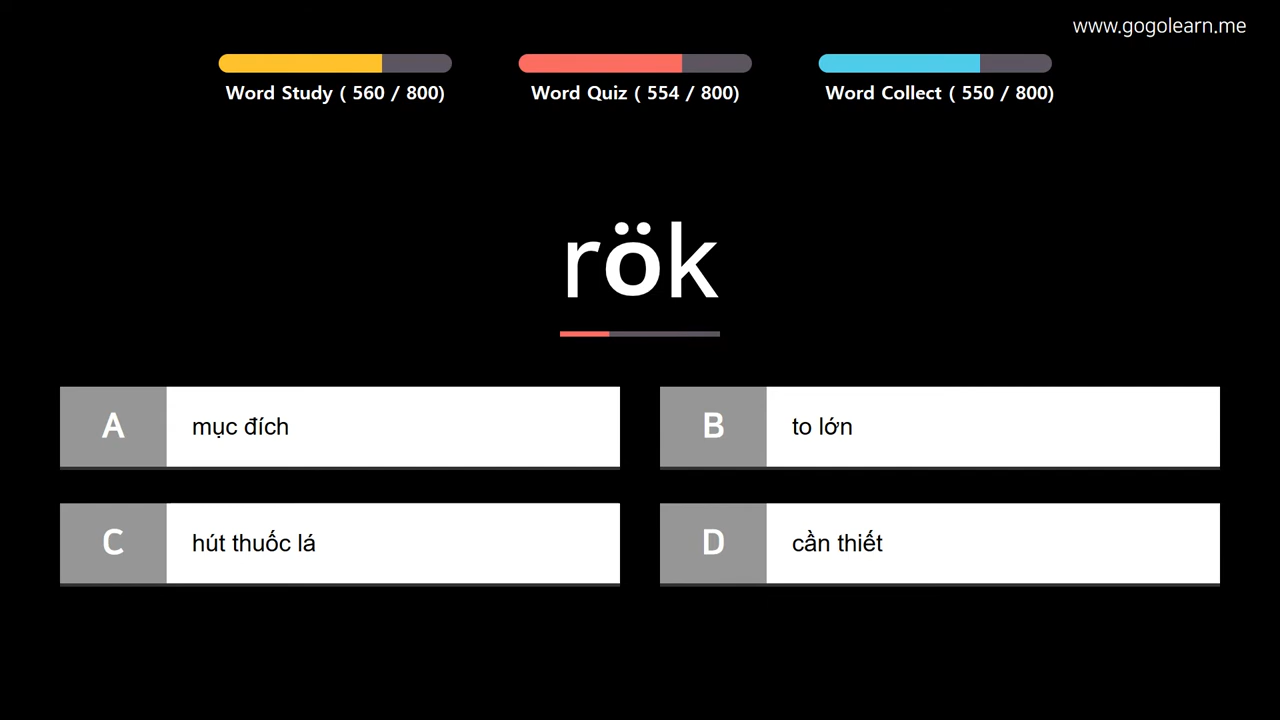 www.gogolearn.me
Word Study ( 560 / 800)
Word Quiz ( 554 / 800)
Word Collect ( 550 / 800)
rök
A mục đích
B to lớn
C hút thuốc lá
D cần thiết